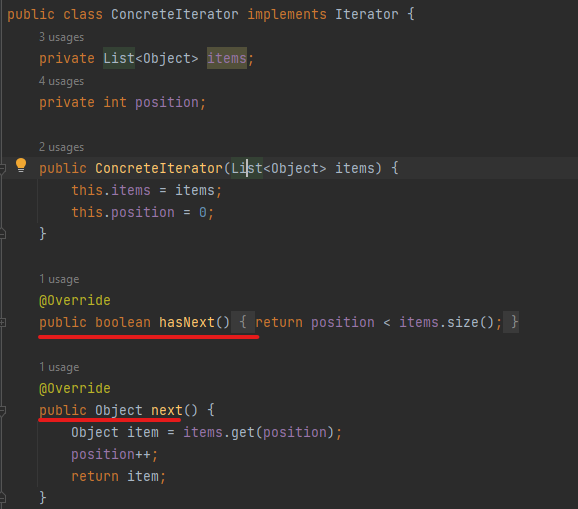 public class ConcreteIterator implements Iterator {
3 usages
private List<Object> items;
4 usages
private int position;
2 usages
public ConcreteIterator(List<Object> items) {
this.items = items;
this.position = 0;
}
1 usage
@Override
public boolean hasNext() { return position < items.size(); }
1 usage
@Override
public Object next() {
Object item = items.get(position);
position++;
return item;
}